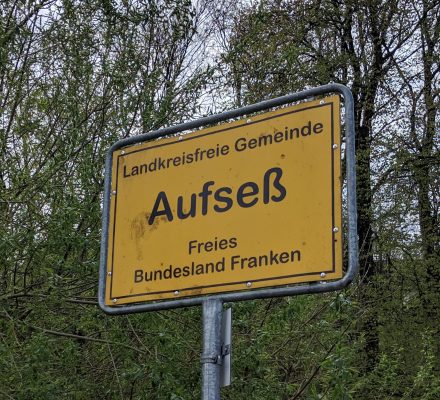 Landkreisfreie Gemeinde
Aufseß
Freies
Bundesland Franken